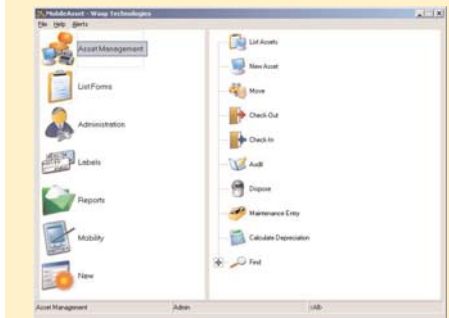 MobileAsset - Wasp Technologies
File Help Alerts
Asset Management
List Forms
Administration
Labels
Reports
Mobility
New
List Assets
New Asset
Move
Check Out
Check In
Audit
Dispose
Maintenance Entry
Calculate Depreciation
Find
Asset Management Admin <All>